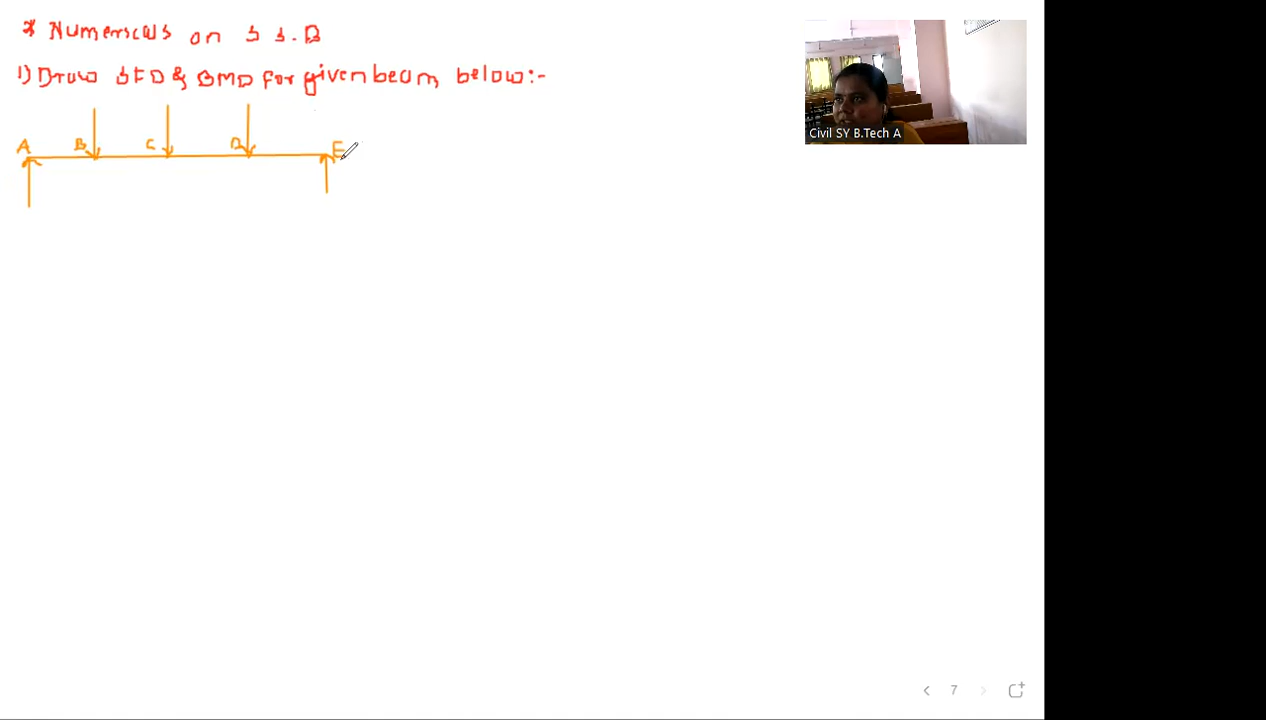 * Numericals on S S.B
1) Draw SFD & BMD for given beam below:-
A B C D E
Civil SY B.Tech A
7